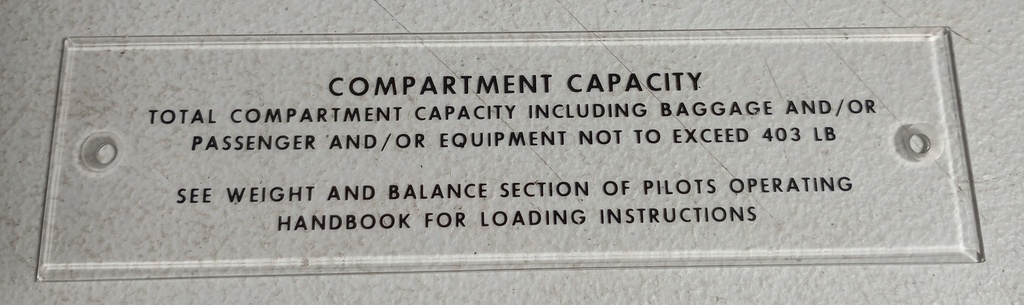 COMPARTMENT CAPACITY
TOTAL COMPARTMENT CAPACITY INCLUDING BAGGAGE AND/OR
PASSENGER AND/OR EQUIPMENT NOT TO EXCEED 403 LB
SEE WEIGHT AND BALANCE SECTION OF PILOTS OPERATING
HANDBOOK FOR LOADING INSTRUCTIONS